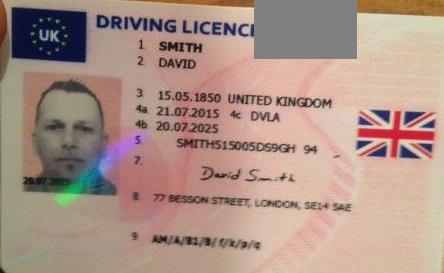 UK
DRIVING LICENC
1 SMITH
2 DAVID
3 15.05.1850 UNITED KINGDOM
4a 21.07.2015 4c DVLA
4b 20.07.2025
5 SMITH515005DS9GH 94
7 David Smith
8 77 BESSON STREET, LONDON, SE14 5AE
9 AM/A/B1/B/f/k/p/q
20.07.2025